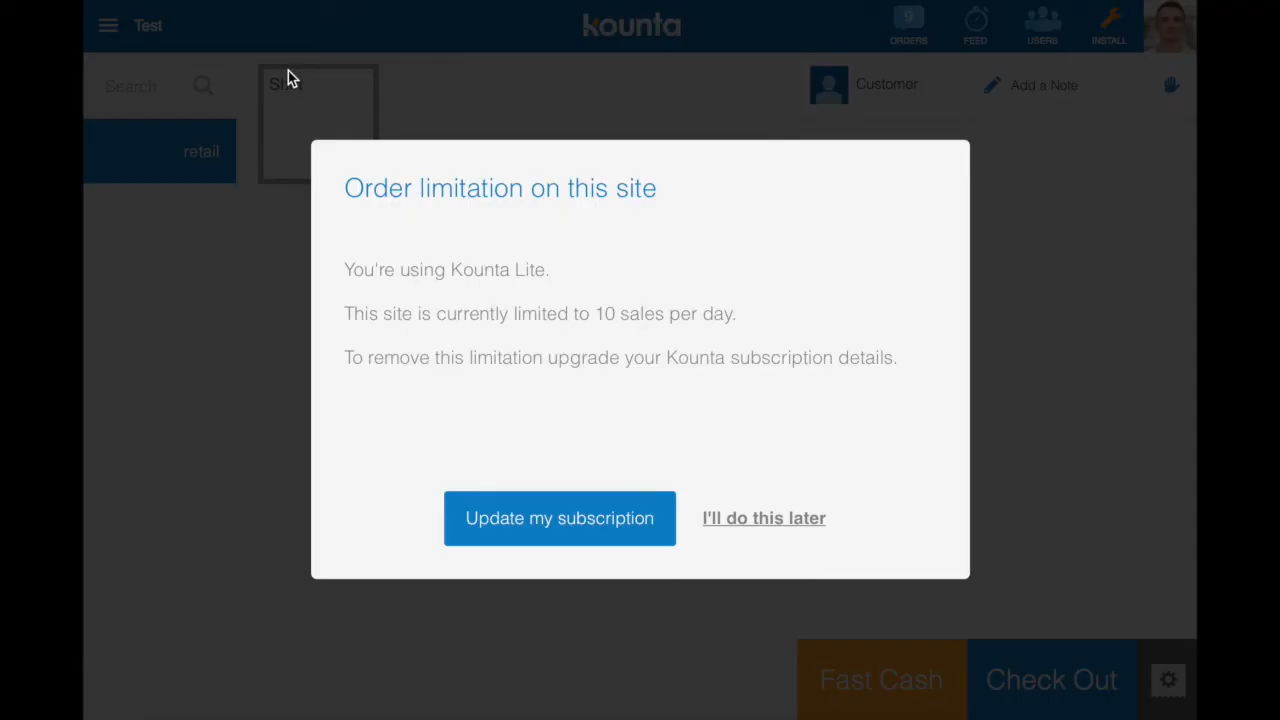 Test
kounta
9
ORDERS
FEED
USERS
INSTALL
Search
Customer
Add a Note
retail
Order limitation on this site
You're using Kounta Lite.
This site is currently limited to 10 sales per day.
To remove this limitation upgrade your Kounta subscription details.
Update my subscription
I'll do this later
Fast Cash
Check Out